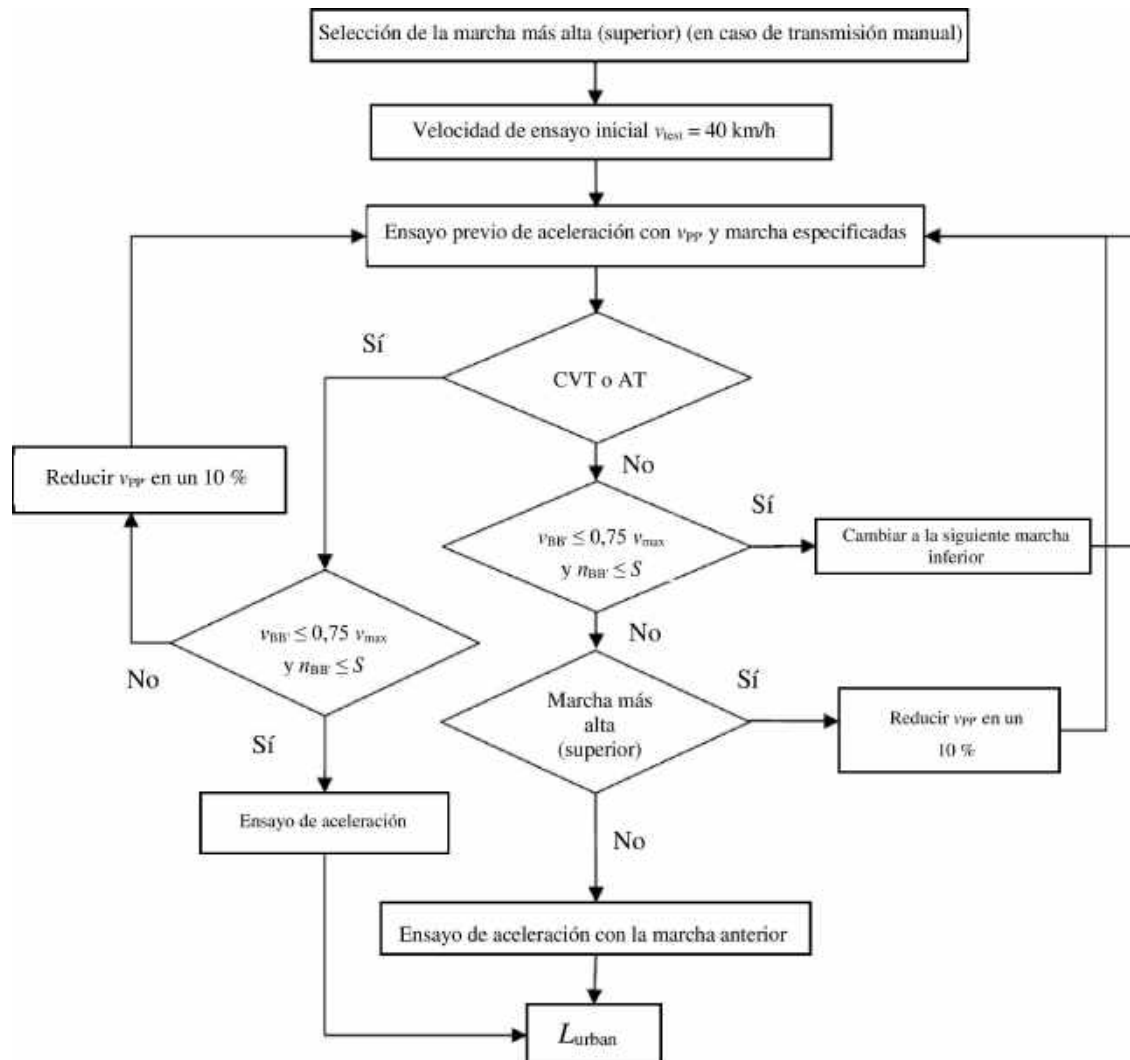 Selección de la marcha más alta (superior) (en caso de transmisión manual)
Velocidad de ensayo inicial vtest = 40 km/h
Ensayo previo de aceleración con vPP' y marcha especificadas
Sí
CVT o AT
No
Reducir vPP' en un 10 %
Sí
vBB' ≤ 0,75 vmax
y nBB' ≤ S
Cambiar a la siguiente marcha
inferior
No
vBB' ≤ 0,75 vmax
y nBB' ≤ S
No
Sí
Marcha más
alta
(superior)
Sí
Reducir vPP' en un
10 %
Ensayo de aceleración
No
Ensayo de aceleración con la marcha anterior
Lurban